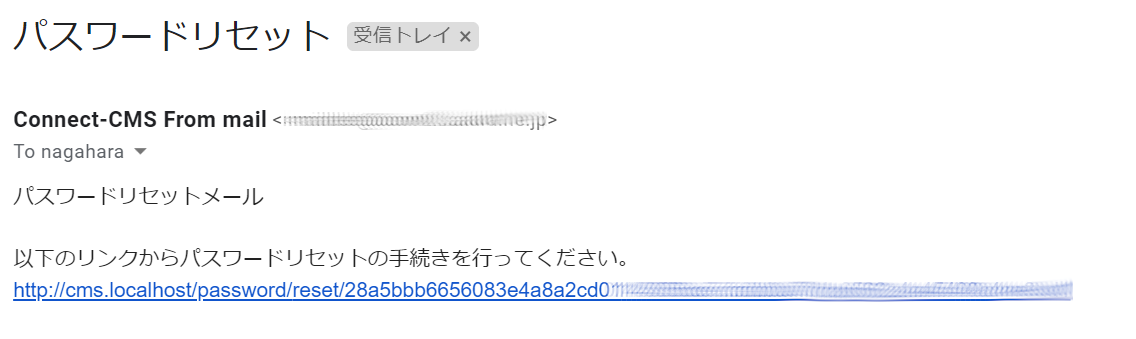 パスワードリセット 受信トレイ ×
Connect-CMS From mail < .jp>
To nagahara
パスワードリセットメール
以下のリンクからパスワードリセットの手続きを行ってください。
http://cms.localhost/password/reset/28a5bbb6656083e4a8a2cd0